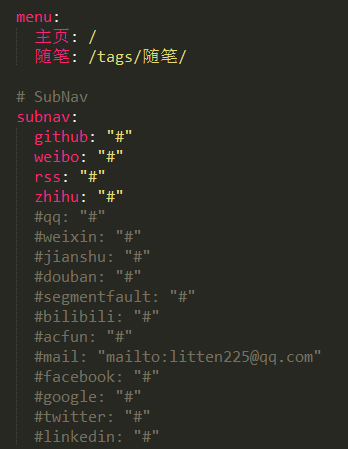 menu:
  主页: /
  随笔: /tags/随笔/

# SubNav
subnav:
  github: "#"
  weibo: "#"
  rss: "#"
  zhihu: "#"
  #qq: "#"
  #weixin: "#"
  #jianshu: "#"
  #douban: "#"
  #segmentfault: "#"
  #bilibili: "#"
  #acfun: "#"
  #mail: "mailto:litten225@qq.com"
  #facebook: "#"
  #google: "#"
  #twitter: "#"
  #linkedin: "#"